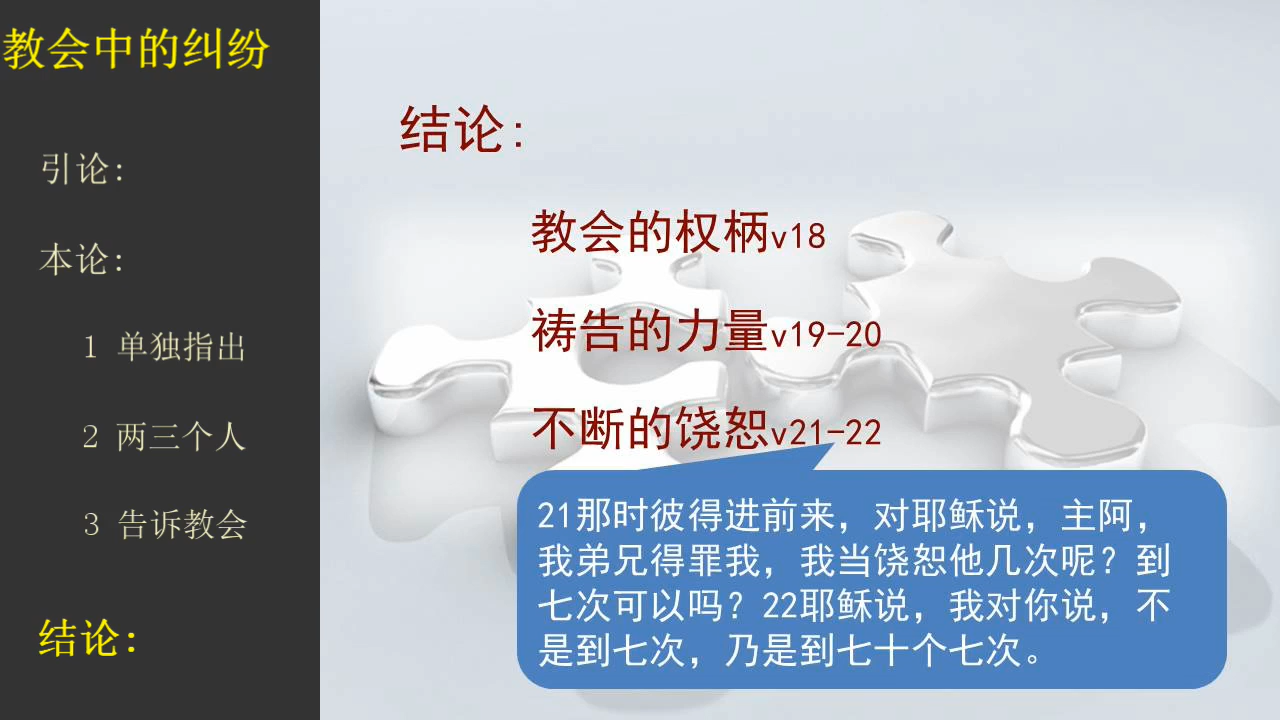 教会中的纠纷
引论:
本论:
1 单独指出
2 两三个人
3 告诉教会
结论:
结论:
教会的权柄v18
祷告的力量v19-20
不断的饶恕v21-22
21那时彼得进前来，对耶稣说，主阿，
我弟兄得罪我，我当饶恕他几次呢？到
七次可以吗？22耶稣说，我对你说，不
是到七次，乃是到七十个七次。